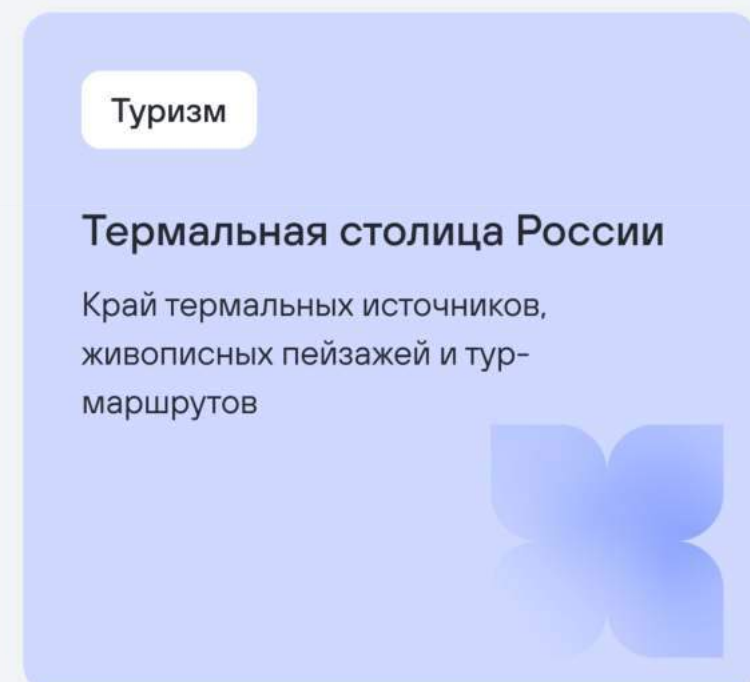 Туризм
Термальная столица России
Край термальных источников,
живописных пейзажей и тур-
маршрутов